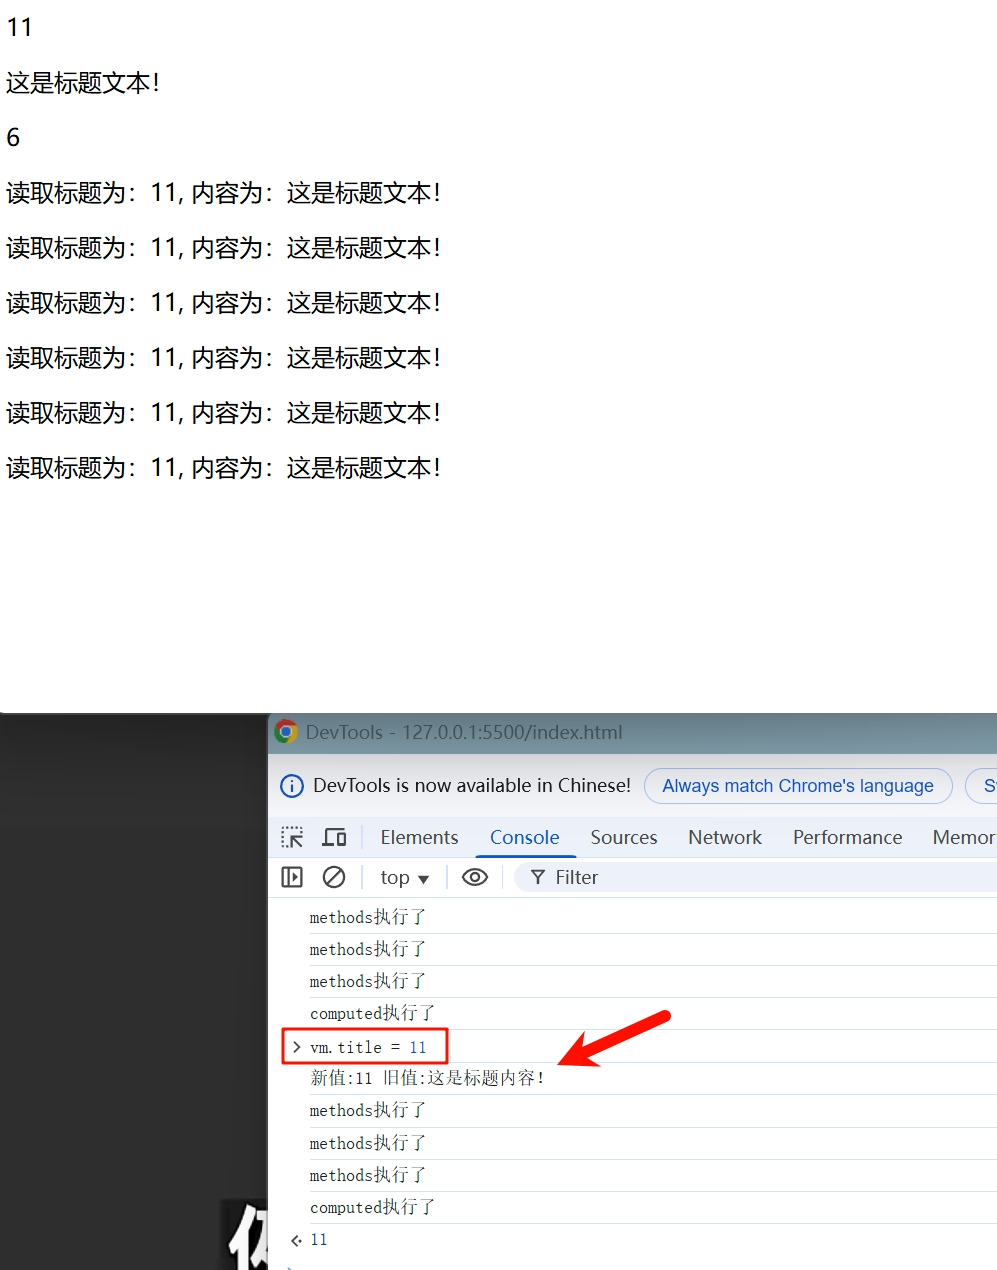 11
这是标题文本!
6
读取标题为:11, 内容为:这是标题文本!
读取标题为:11, 内容为:这是标题文本!
读取标题为:11, 内容为:这是标题文本!
读取标题为:11, 内容为:这是标题文本!
读取标题为:11, 内容为:这是标题文本!
读取标题为:11, 内容为:这是标题文本!
DevTools - 127.0.0.1:5500/index.html
DevTools is now available in Chinese! Always match Chrome's language
Elements Console Sources Network Performance Memor
top Filter
methods执行了
methods执行了
methods执行了
computed执行了
> vm.title = 11
新值:11 旧值:这是标题内容!
methods执行了
methods执行了
methods执行了
computed执行了
11